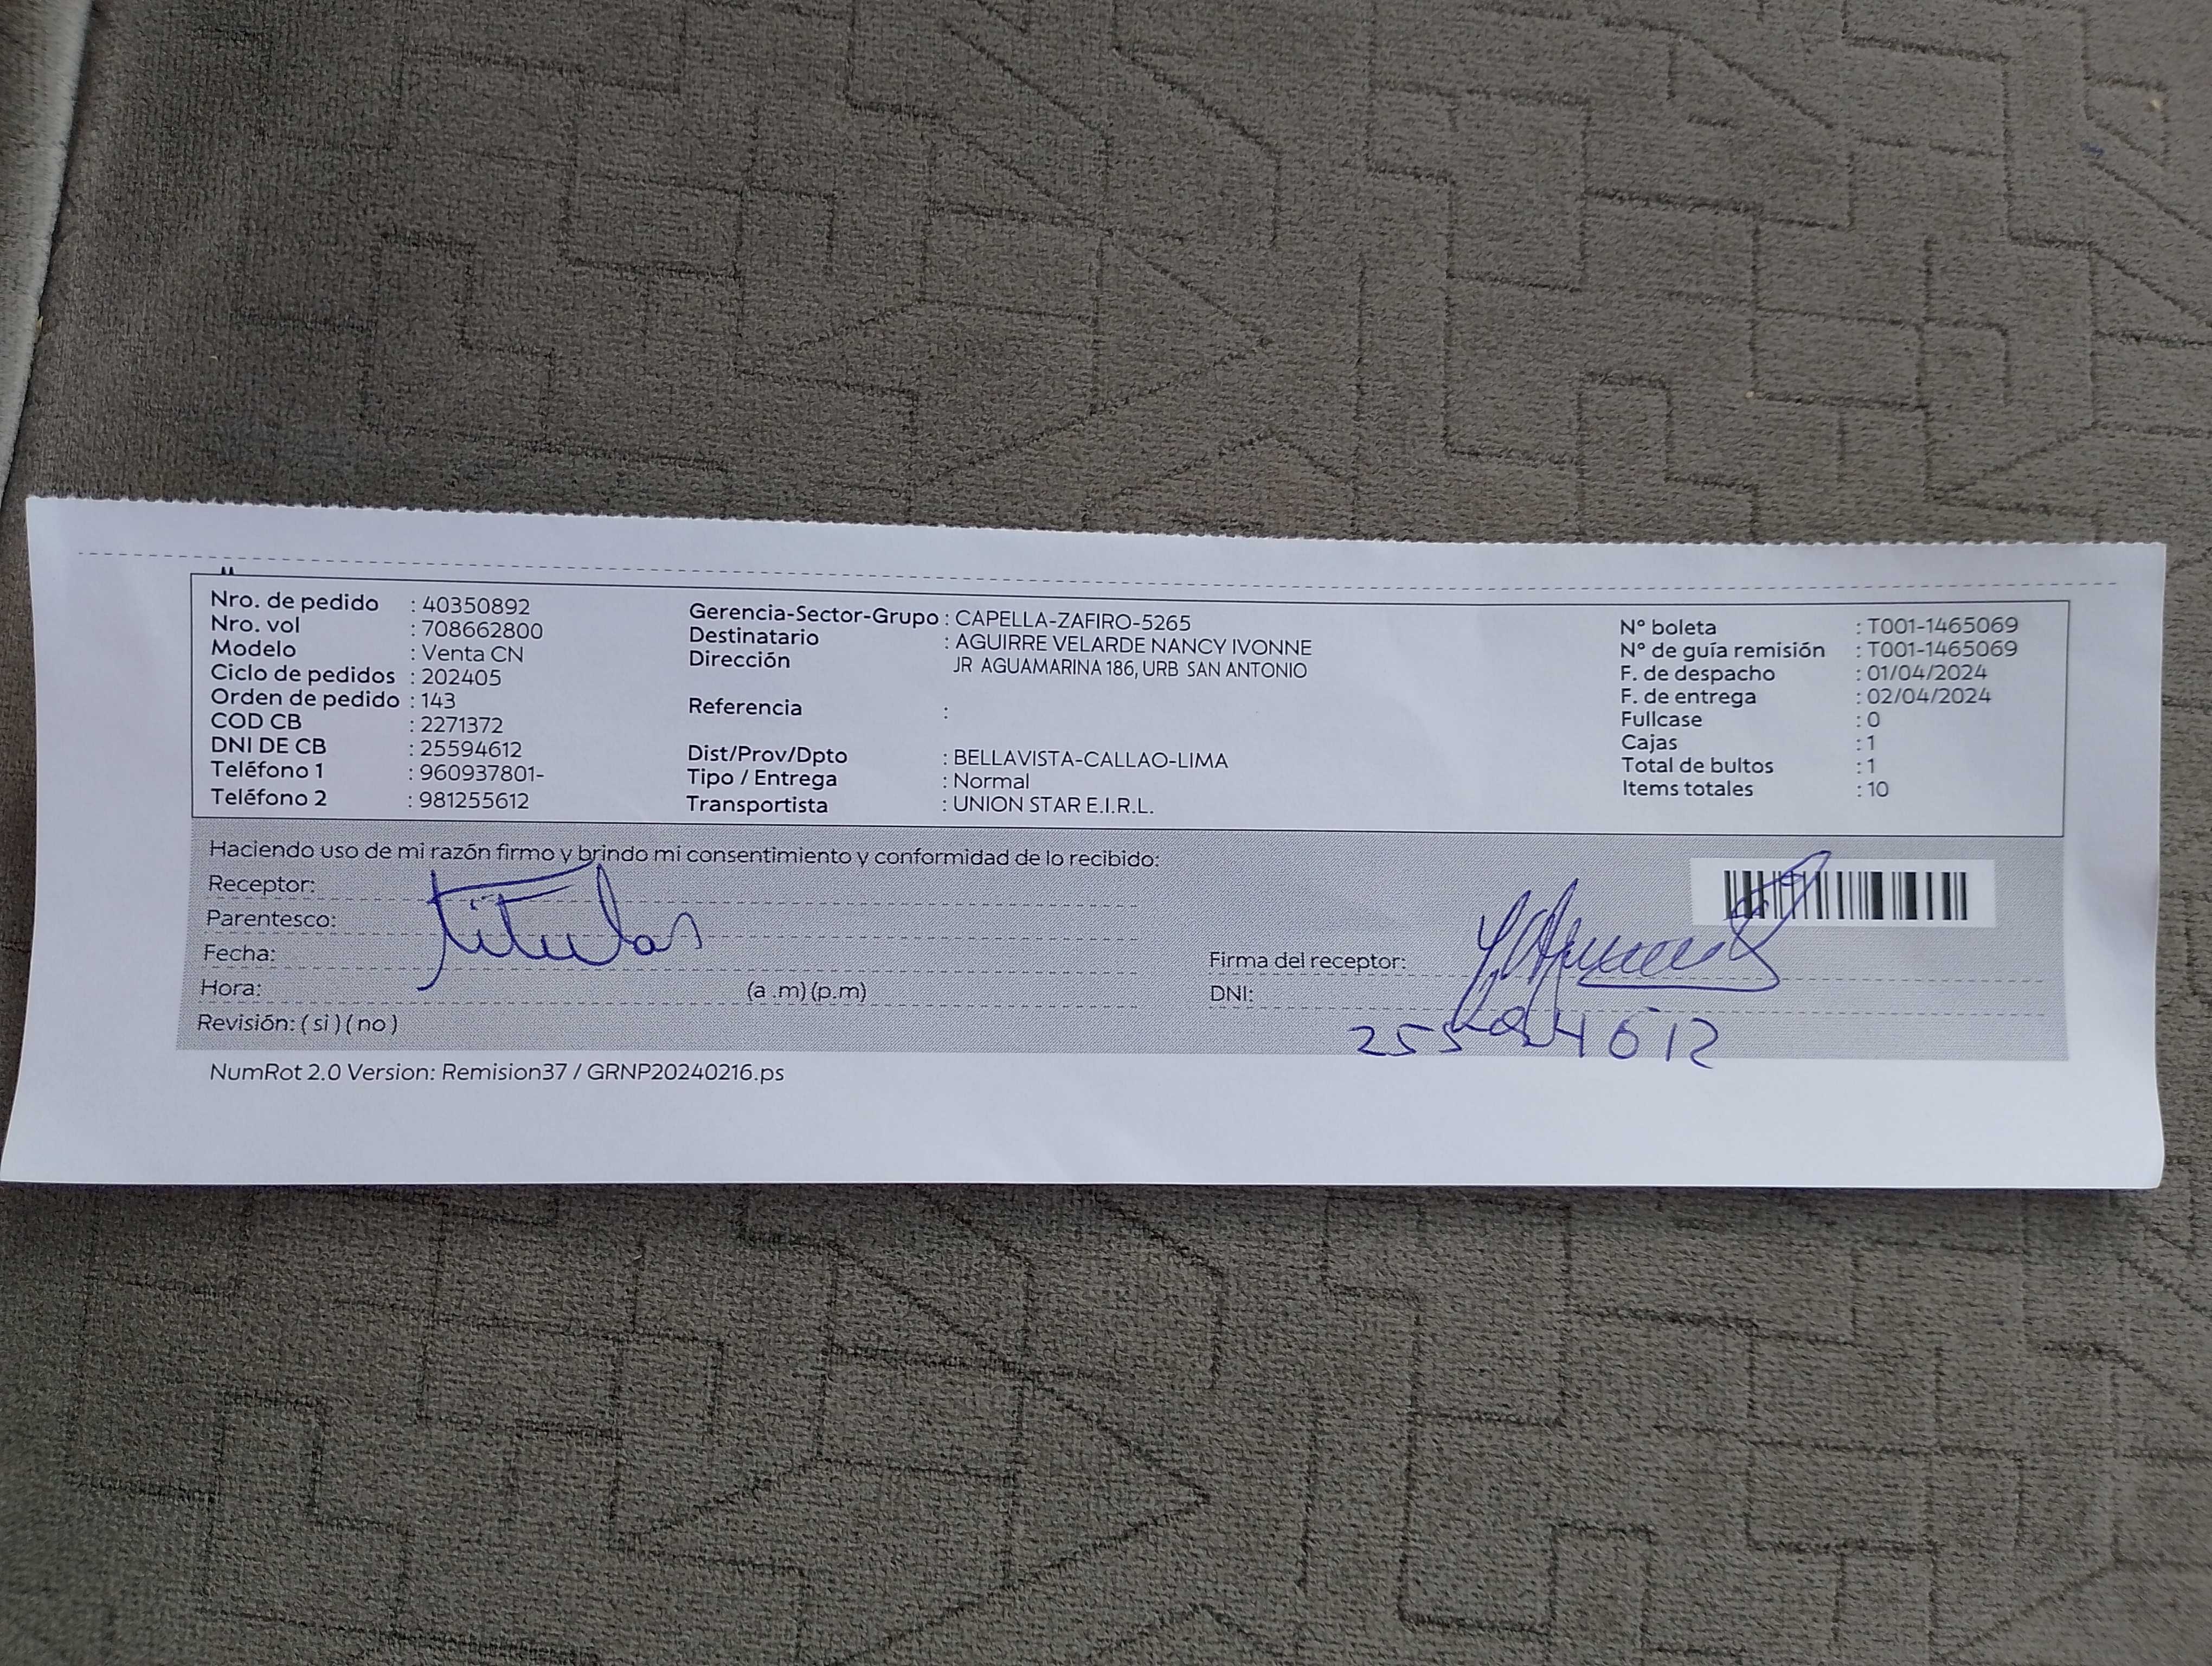 Nro. de pedido : 40350892
Nro. vol : 708662800
Modelo : Venta CN
Ciclo de pedidos : 202405
Orden de pedido : 143
COD CB : 2271372
DNI DE CB : 25594612
Teléfono 1 : 960937801-
Teléfono 2 : 981255612
Gerencia-Sector-Grupo : CAPELLA-ZAFIRO-5265
Destinatario : AGUIRRE VELARDE NANCY IVONNE
Dirección JR AGUAMARINA 186, URB SAN ANTONIO
Referencia :
Dist/Prov/Dpto : BELLAVISTA-CALLAO-LIMA
Tipo / Entrega : Normal
Transportista : UNION STAR E.I.R.L.
N° boleta : T001-1465069
N° de guía remisión : T001-1465069
F. de despacho : 01/04/2024
F. de entrega : 02/04/2024
Fullcase : 0
Cajas : 1
Total de bultos : 1
Items totales : 10
Haciendo uso de mi razón firmo y brindo mi consentimiento y conformidad de lo recibido:
Receptor:
Parentesco: titular
Fecha:
Hora: (a .m) (p.m)
Revisión: ( si ) ( no )
Firma del receptor:
DNI: 25594612
NumRot 2.0 Version: Remision37 / GRNP20240216.ps